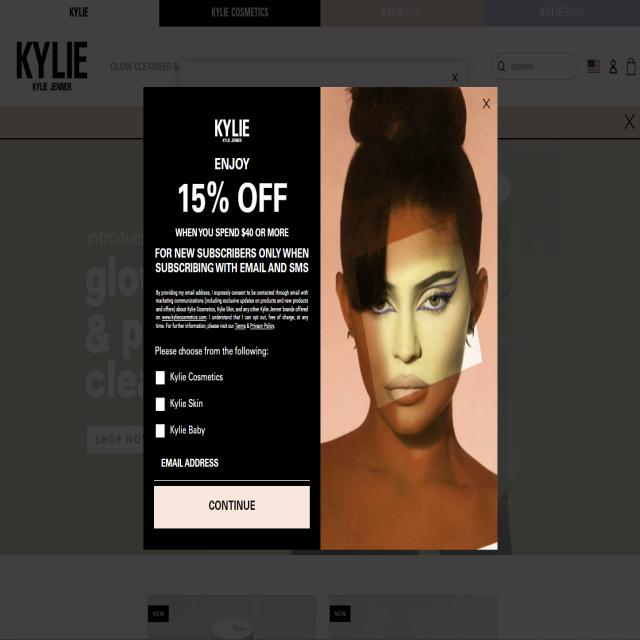 KYLIE
KYLIE COSMETICS
KYLIESKIN
KYLIEBABY
KYLIE
KYLIE JENNER
GLOW CLEANSER &
SEARCH
X
X
X
KYLIE
KYLIE JENNER
ENJOY
15% OFF
WHEN YOU SPEND $40 OR MORE
FOR NEW SUBSCRIBERS ONLY WHEN
SUBSCRIBING WITH EMAIL AND SMS
By providing my email address, I expressly consent to be contacted through email with
marketing communications (including exclusive updates on products and new products
and offers) about Kylie Cosmetics, Kylie Skin, and any other Kylie Jenner brands offered
on www.kyliecosmetics.com. I understand that I can opt out, free of charge, at any
time. For further information, please visit our Terms & Privacy Policy.
Please choose from the following:
Kylie Cosmetics
Kylie Skin
Kylie Baby
EMAIL ADDRESS
CONTINUE
introduci
glo
& p
clea
SHOP NO
NEW
NEW